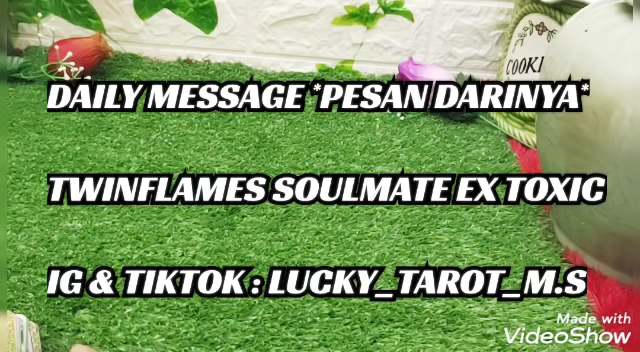 COOKI
DAILY MESSAGE *PESAN DARINYA*
TWINFLAMES SOULMATE EX TOXIC
IG & TIKTOK : LUCKY_TAROT_M.S
Made with
VideoShow